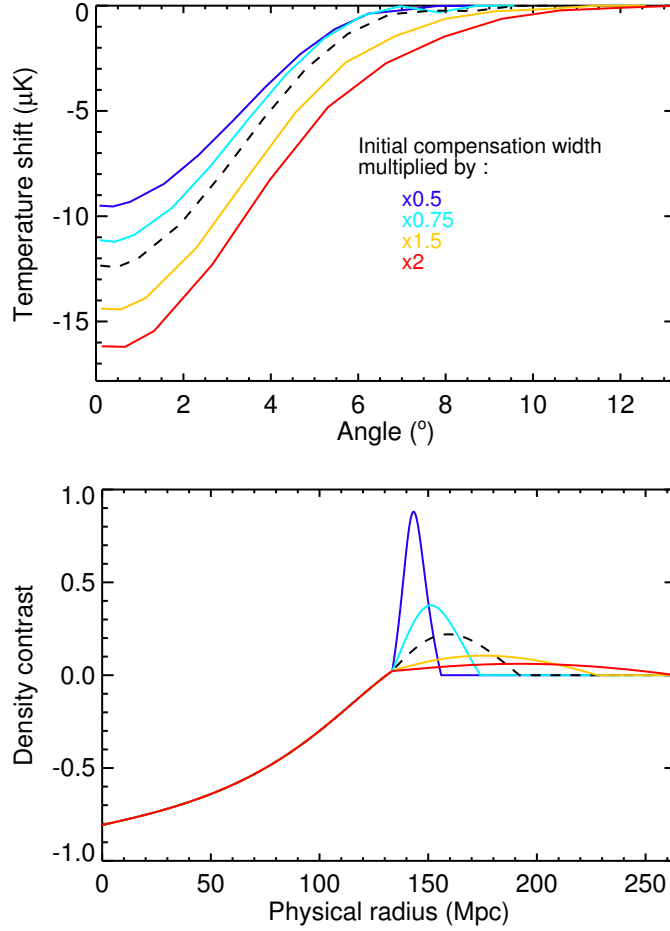 0
-5
-10
-15
Temperature shift (μK)
Initial compensation width
multiplied by :
x0.5
x0.75
x1.5
x2
0 2 4 6 8 10 12
Angle (º)
1.0
0.5
0.0
-0.5
-1.0
Density contrast
0 50 100 150 200 250
Physical radius (Mpc)